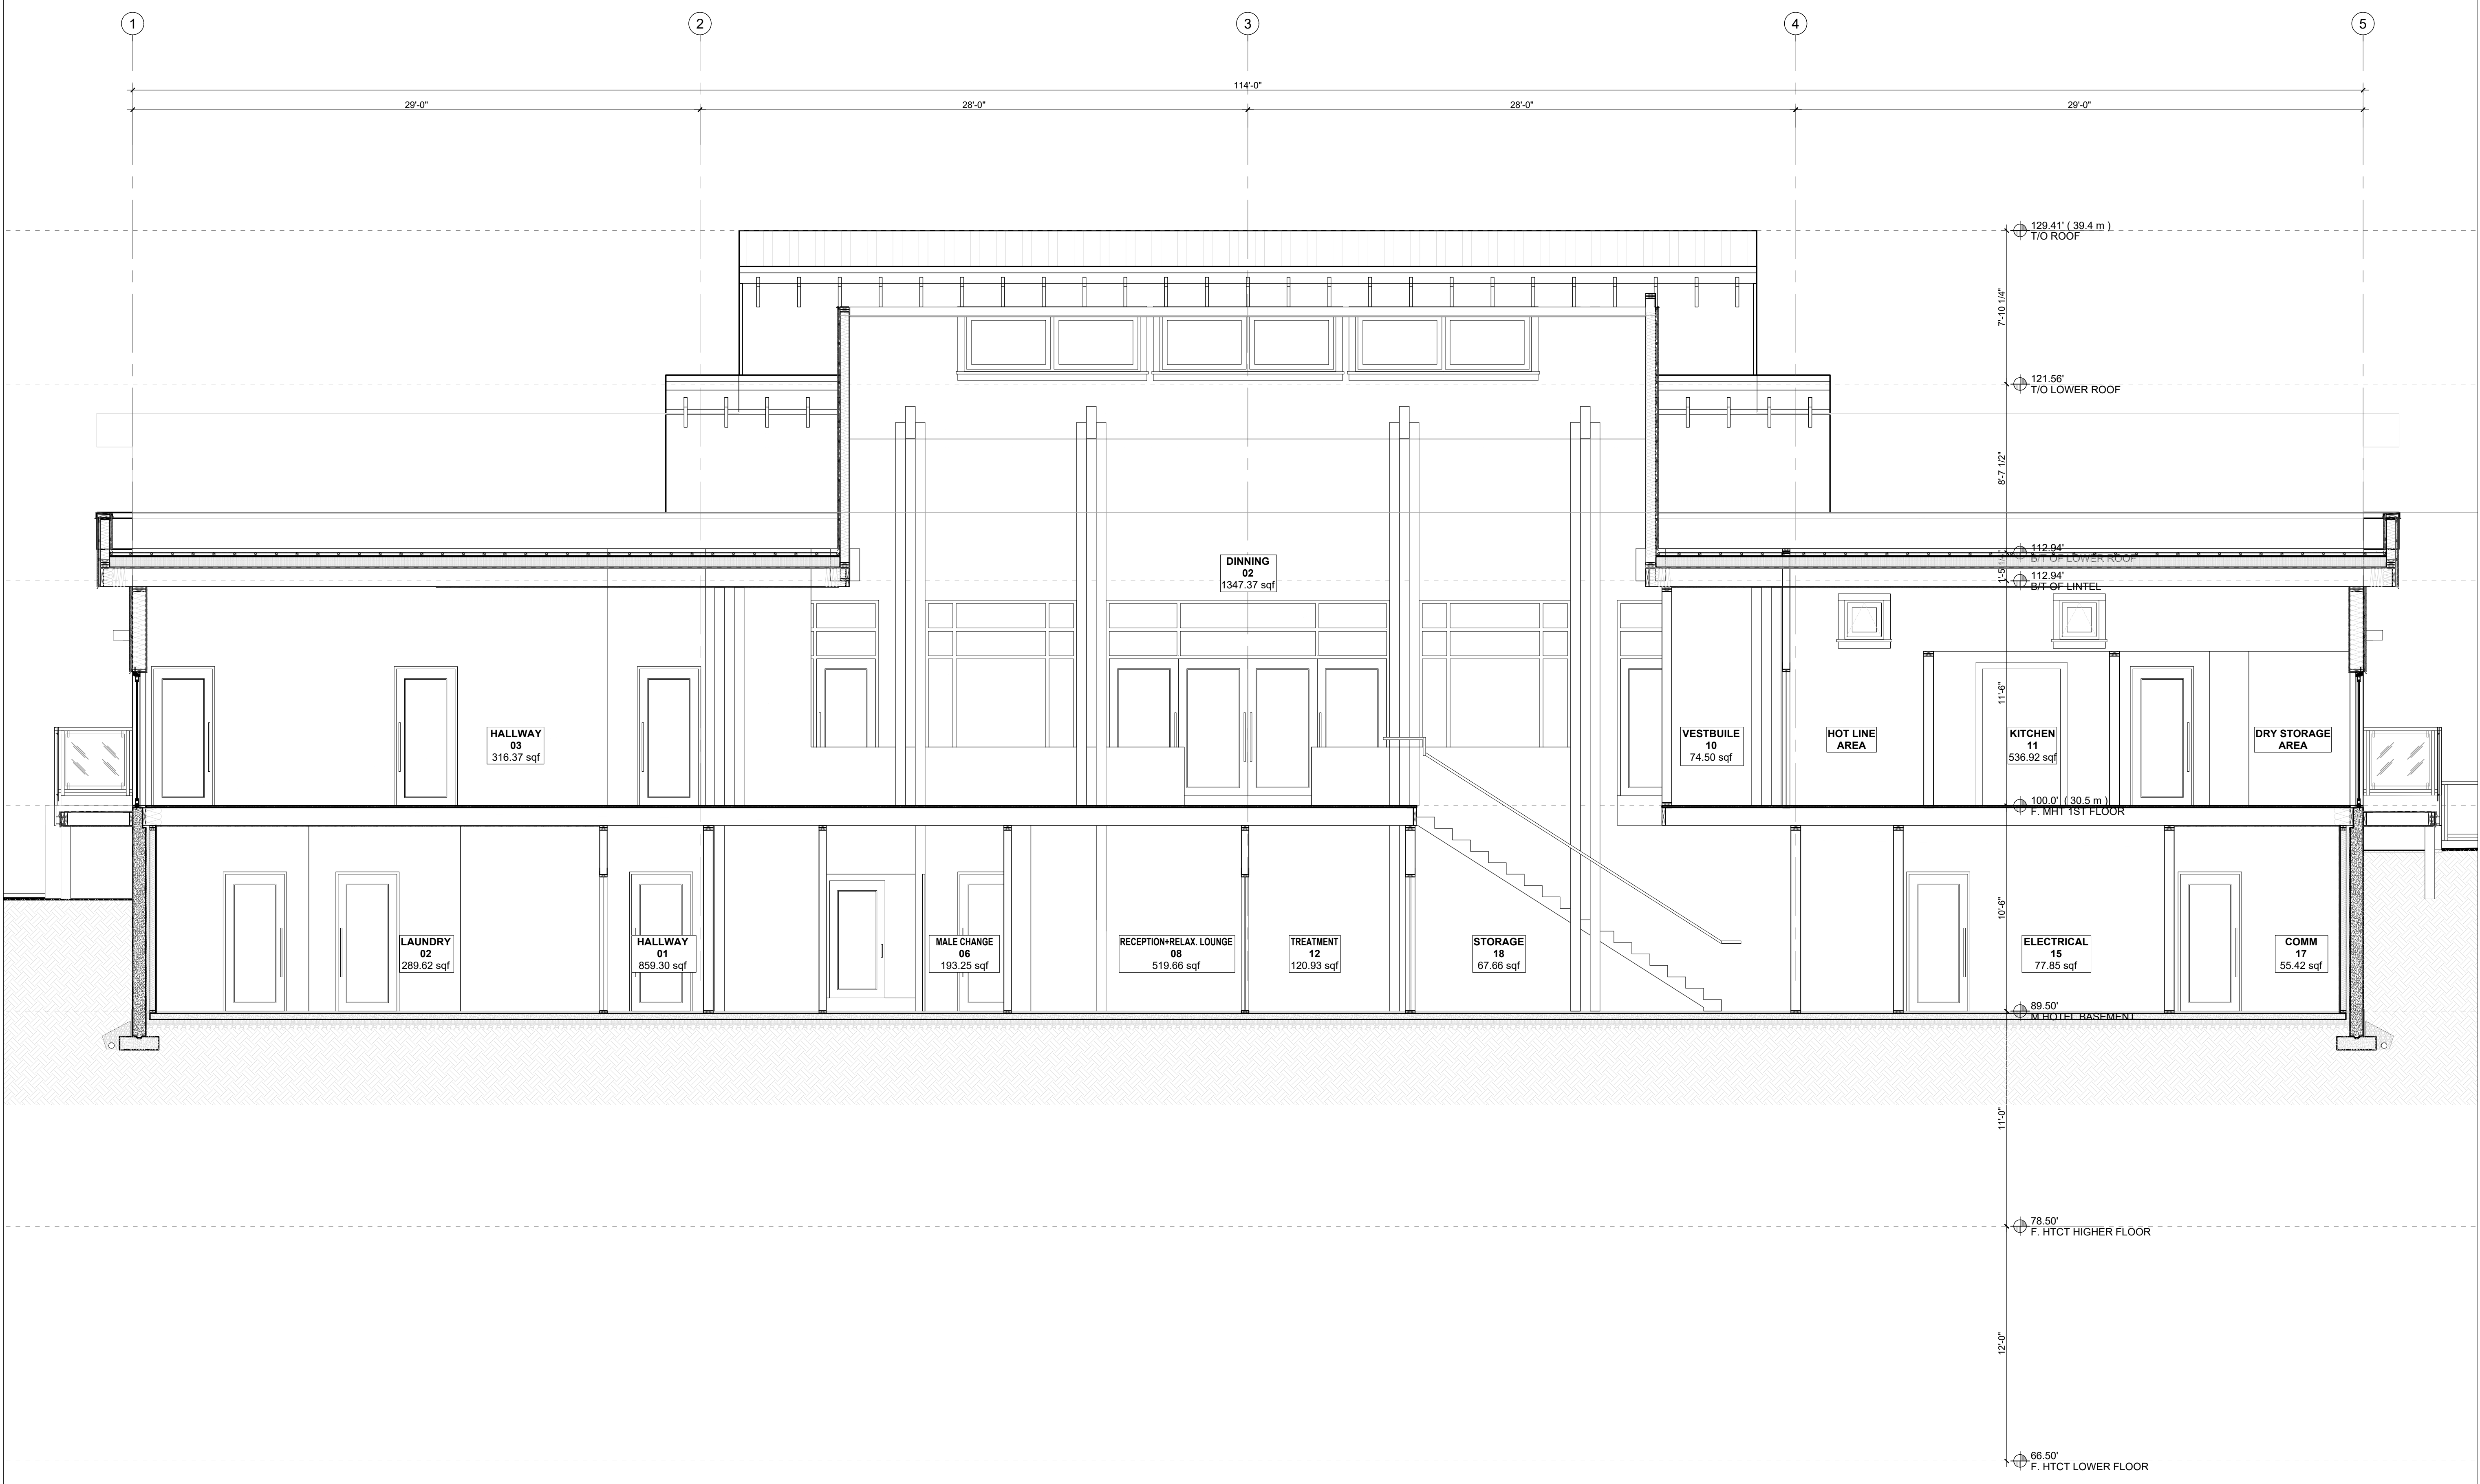 1
2
3
4
5
114'-0"
29'-0"
28'-0"
28'-0"
29'-0"
129.41' ( 39.4 m )
T/O ROOF
7'-10 1/4"
121.56'
T/O LOWER ROOF
8'-7 1/2"
112.94'
B/T OF LOWER ROOF
112.94'
B/T OF LINTEL
DINNING
02
1347.37 sqf
11'-6"
HALLWAY
03
316.37 sqf
VESTBUILE
10
74.50 sqf
HOT LINE
AREA
KITCHEN
11
536.92 sqf
DRY STORAGE
AREA
100.0' ( 30.5 m )
F. MHT 1ST FLOOR
10'-6"
LAUNDRY
02
289.62 sqf
HALLWAY
01
859.30 sqf
MALE CHANGE
06
193.25 sqf
RECEPTION+RELAX. LOUNGE
08
519.66 sqf
TREATMENT
12
120.93 sqf
STORAGE
18
67.66 sqf
ELECTRICAL
15
77.85 sqf
COMM
17
55.42 sqf
89.50'
M.HOTEL BASEMENT
11'-0"
78.50'
F. HTCT HIGHER FLOOR
12'-0"
66.50'
F. HTCT LOWER FLOOR